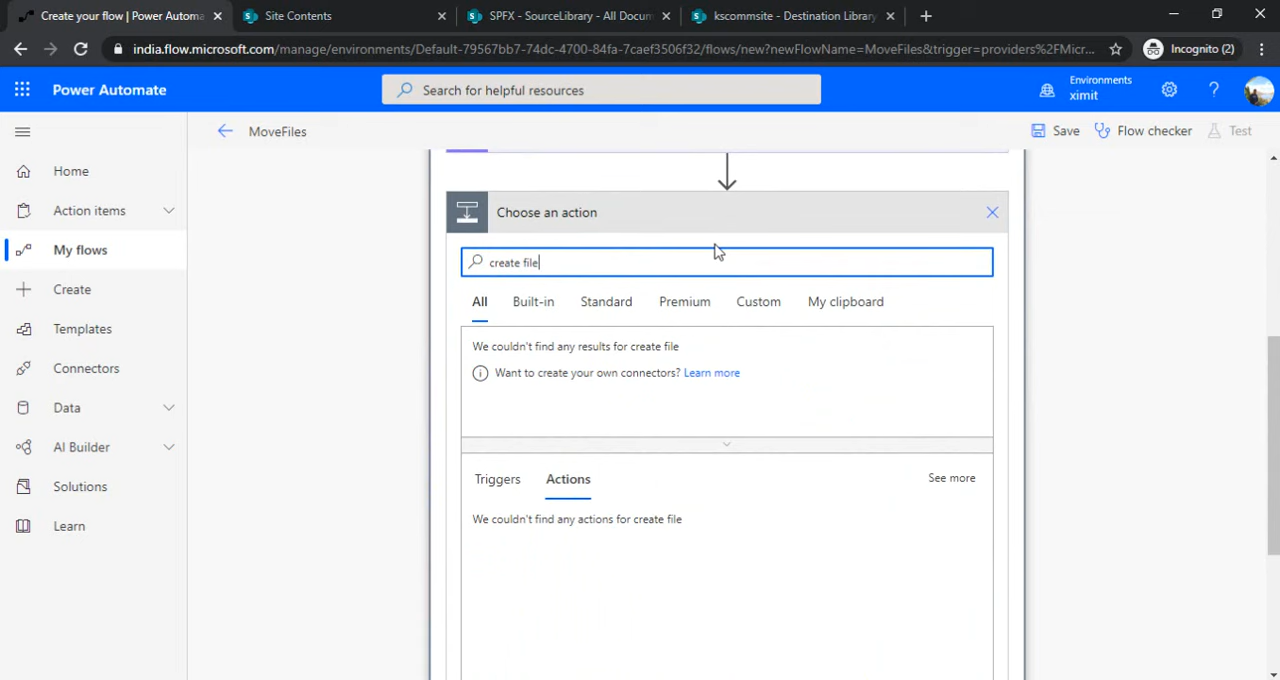 Create your flow | Power Automa
Site Contents
SPFX - SourceLibrary - All Docum
kscommsite - Destination Library
india.flow.microsoft.com/manage/environments/Default-79567bb7-74dc-4700-84fa-7caef3506f32/flows/new?newFlowName=MoveFiles&trigger=providers%2FMicr...
Incognito (2)
Power Automate
Search for helpful resources
Environments
ximit
MoveFiles
Save
Flow checker
Test
Home
Action items
My flows
Create
Templates
Connectors
Data
AI Builder
Solutions
Learn
Choose an action
create file
All
Built-in
Standard
Premium
Custom
My clipboard
We couldn't find any results for create file
Want to create your own connectors? Learn more
Triggers
Actions
See more
We couldn't find any actions for create file